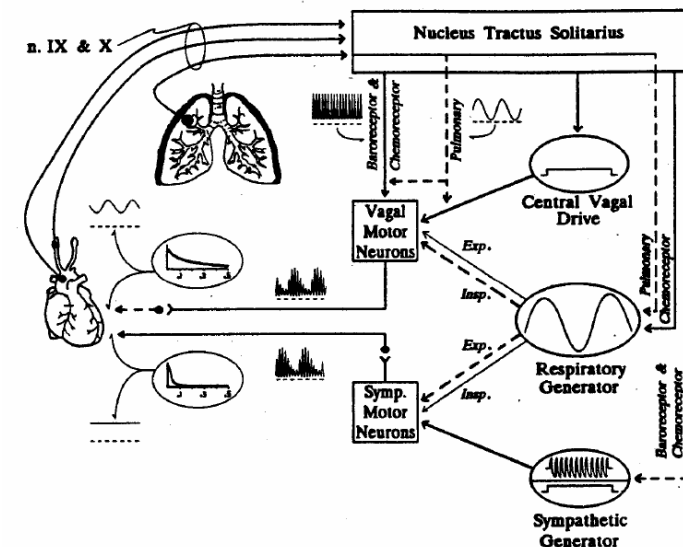 n. IX & X
Nucleus Tractus Solitarius
Baroreceptor &
Chemoreceptor
Pulmonary
Central Vagal
Drive
Vagal
Motor
Neurons
Exp.
Insp.
Pulmonary
Chemoreceptor
Respiratory
Generator
Exp.
Insp.
Symp.
Motor
Neurons
Baroreceptor &
Chemoreceptor
Sympathetic
Generator